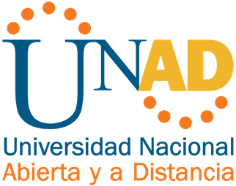 UNAD
Universidad Nacional
Abierta y a Distancia